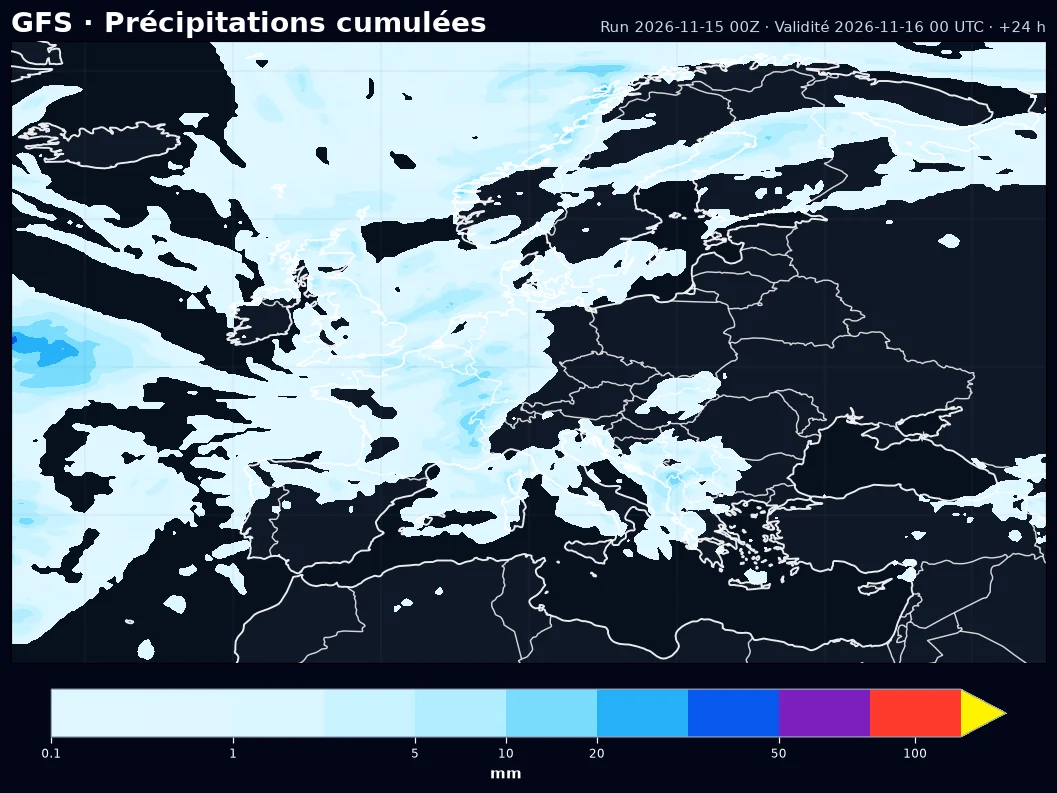 GFS · Précipitations cumulées
Run 2026-11-15 00Z · Validité 2026-11-16 00 UTC · +24 h
0.1 1 5 10 20 50 100
mm